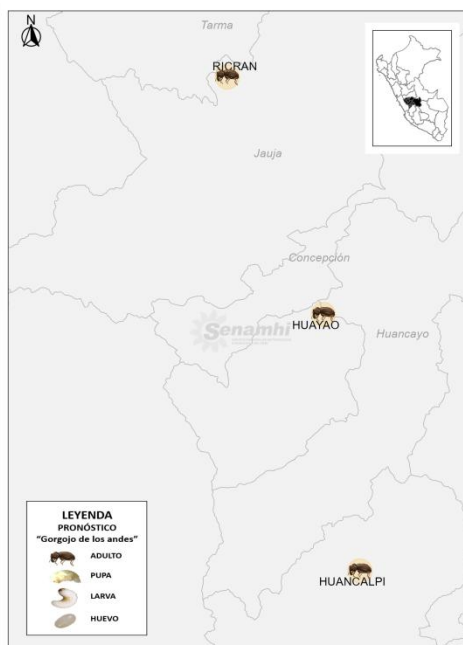 N
Tarma
RICRAN
Jauja
Concepción
HUAYAO
Senamhi
Huancayo
HUANCALPI
LEYENDA
PRONÓSTICO
"Gorgojo de los andes"
ADULTO
PUPA
LARVA
HUEVO